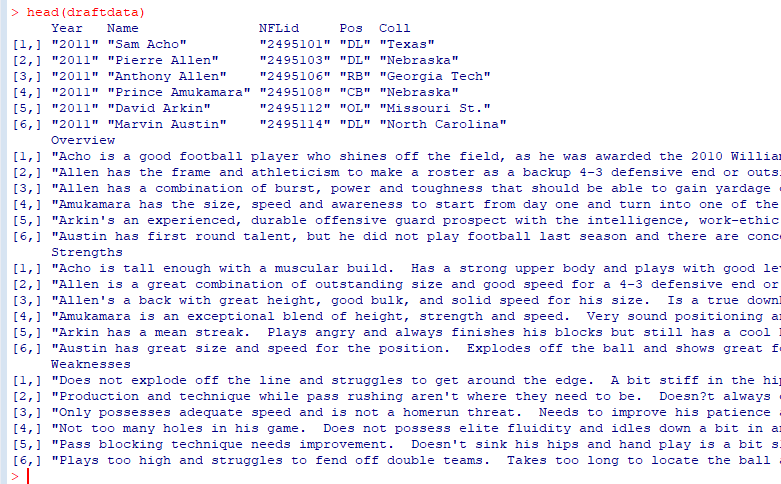 > head(draftdata)
Year Name NFLid Pos Coll
[1,] "2011" "Sam Acho" "2495101" "DL" "Texas"
[2,] "2011" "Pierre Allen" "2495103" "DL" "Nebraska"
[3,] "2011" "Anthony Allen" "2495106" "RB" "Georgia Tech"
[4,] "2011" "Prince Amukamara" "2495108" "CB" "Nebraska"
[5,] "2011" "David Arkin" "2495112" "OL" "Missouri St."
[6,] "2011" "Marvin Austin" "2495114" "DL" "North Carolina"
Overview
[1,] "Acho is a good football player who shines off the field, as he was awarded the 2010 Willia
[2,] "Allen has the frame and athleticism to make a roster as a backup 4-3 defensive end or outs
[3,] "Allen has a combination of burst, power and toughness that should be able to gain yardage
[4,] "Amukamara has the size, speed and awareness to start from day one and turn into one of the
[5,] "Arkin's an experienced, durable offensive guard prospect with the intelligence, work-ethic
[6,] "Austin has first round talent, but he did not play football last season and there are conc
Strengths
[1,] "Acho is tall enough with a muscular build.  Has a strong upper body and plays with good le
[2,] "Allen is a great combination of outstanding size and good speed for a 4-3 defensive end or
[3,] "Allen's a back with great height, good bulk, and solid speed for his size.  Is a true down
[4,] "Amukamara is an exceptional blend of height, strength and speed.  Very sound positioning a
[5,] "Arkin has a mean streak.  Plays angry and always finishes his blocks but still has a cool
[6,] "Austin has great size and speed for the position.  Explodes off the ball and shows great f
Weaknesses
[1,] "Does not explode off the line and struggles to get around the edge.  A bit stiff in the hi
[2,] "Production and technique while pass rushing aren't where they need to be.  Doesn?t always
[3,] "Only possesses adequate speed and is not a homerun threat.  Needs to improve his patience
[4,] "Not too many holes in his game.  Does not possess elite fluidity and idles down a bit in a
[5,] "Pass blocking technique needs improvement.  Doesn't sink his hips and hand play is a bit s
[6,] "Plays too high and struggles to fend off double teams.  Takes too long to locate the ball
>